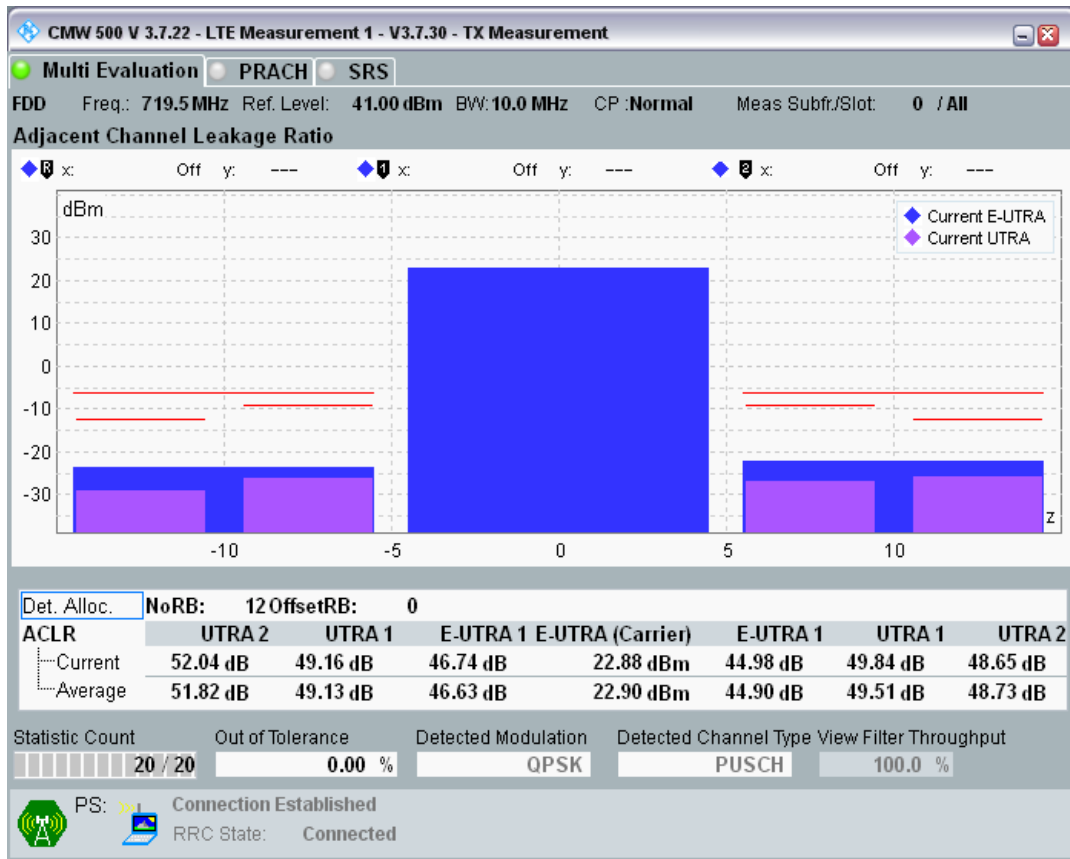 CMW 500 V 3.7.22 - LTE Measurement 1 - V3.7.30 - TX Measurement
Multi Evaluation PRACH SRS
FDD Freq.: 719.5 MHz Ref. Level: 41.00 dBm BW: 10.0 MHz CP :Normal Meas Subfr./Slot: 0 / All
Adjacent Channel Leakage Ratio
R x: Off y: --- 1 x: Off y: --- 2 x: Off y: ---
dBm
Current E-UTRA
Current UTRA
30
20
10
0
-10
-20
-30
z
-10 -5 0 5 10
Det. Alloc. NoRB: 12 OffsetRB: 0
ACLR UTRA 2 UTRA 1 E-UTRA 1 E-UTRA (Carrier) E-UTRA 1 UTRA 1 UTRA 2
Current 52.04 dB 49.16 dB 46.74 dB 22.88 dBm 44.98 dB 49.84 dB 48.65 dB
Average 51.82 dB 49.13 dB 46.63 dB 22.90 dBm 44.90 dB 49.51 dB 48.73 dB
Statistic Count Out of Tolerance Detected Modulation Detected Channel Type View Filter Throughput
20 / 20 0.00 % QPSK PUSCH 100.0 %
PS: Connection Established
RRC State: Connected